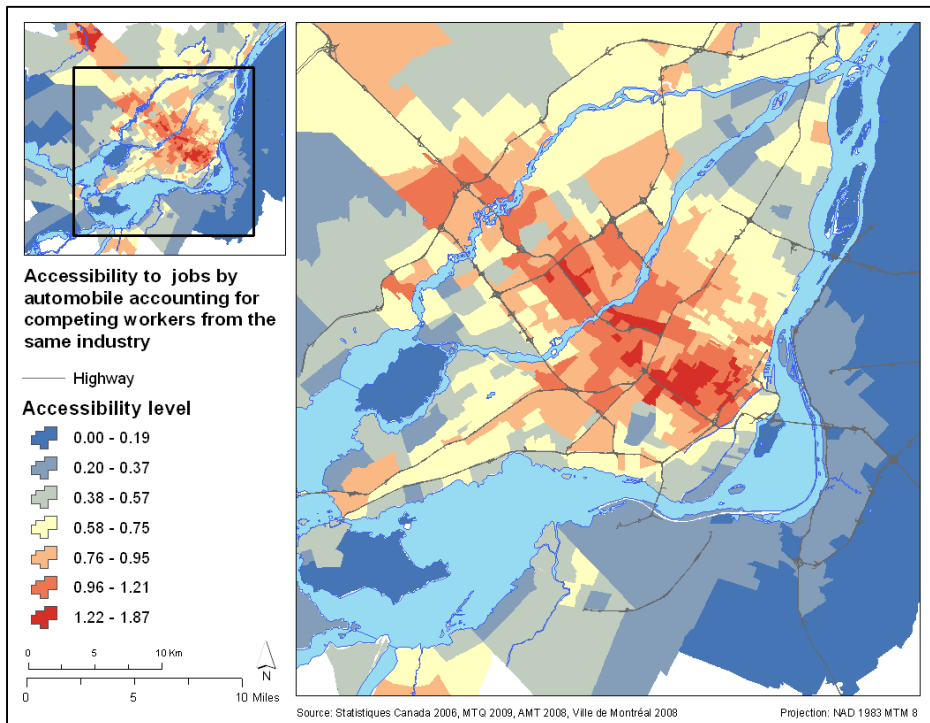 Accessibility to jobs by
automobile accounting for
competing workers from the
same industry
Highway
Accessibility level
0.00 - 0.19
0.20 - 0.37
0.38 - 0.57
0.58 - 0.75
0.76 - 0.95
0.96 - 1.21
1.22 - 1.87
0 5 10 Km
0 5 10 Miles
N
Source: Statistiques Canada 2006, MTQ 2009, AMT 2008, Ville de Montréal 2008
Projection: NAD 1983 MTM 8